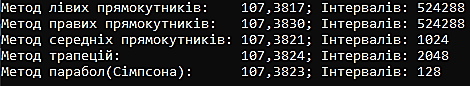 Метод лівих прямокутників:    107,3817; Інтервалів: 524288
Метод правих прямокутників:   107,3830; Інтервалів: 524288
Метод середніх прямокутників: 107,3821; Інтервалів: 1024
Метод трапецій:               107,3824; Інтервалів: 2048
Метод парабол(Сімпсона):      107,3823; Інтервалів: 128